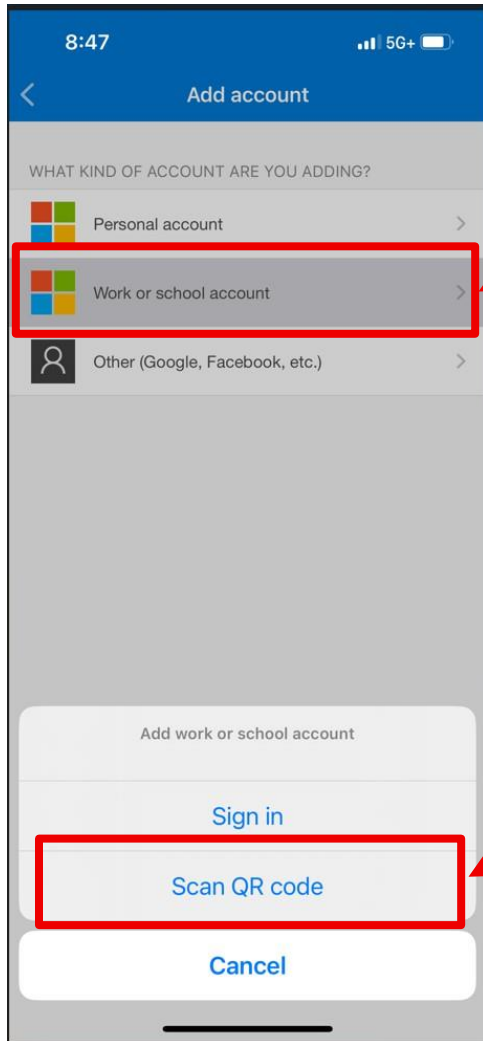 8:47
5G+
Add account
WHAT KIND OF ACCOUNT ARE YOU ADDING?
Personal account
Work or school account
Other (Google, Facebook, etc.)
Add work or school account
Sign in
Scan QR code
Cancel